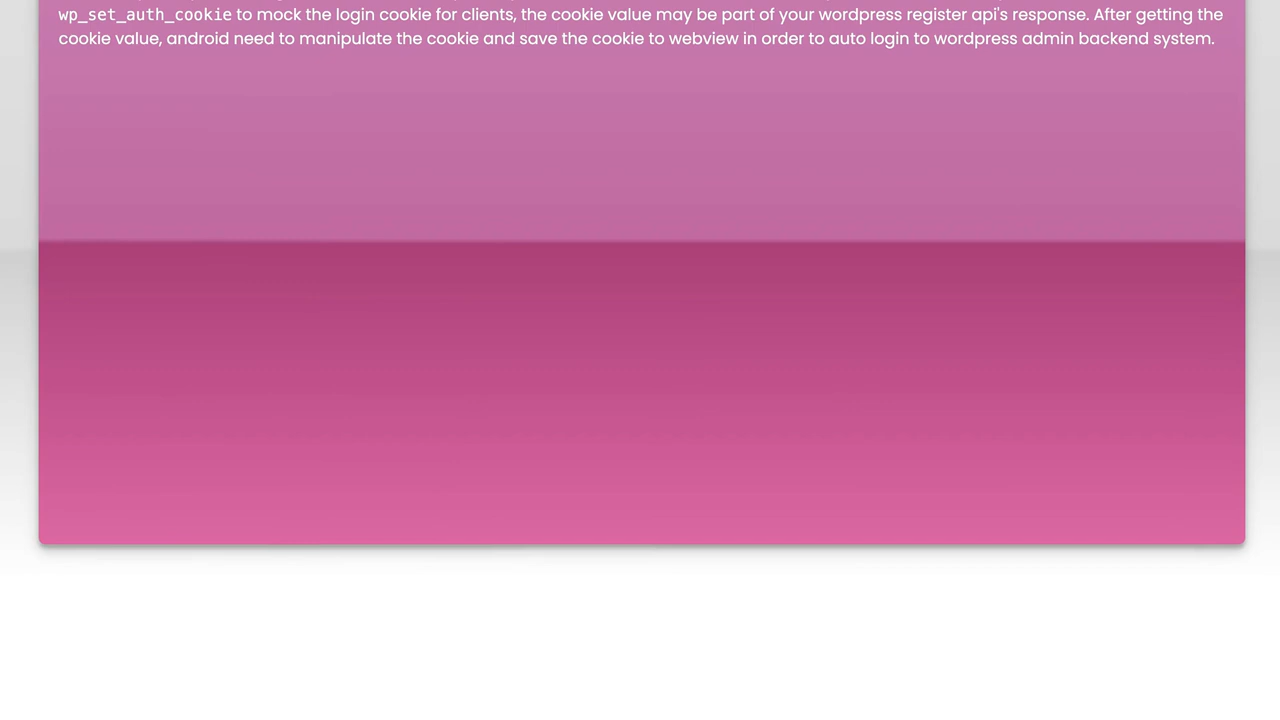 wp_set_auth_cookie to mock the login cookie for clients, the cookie value may be part of your wordpress register api's response. After getting the
cookie value, android need to manipulate the cookie and save the cookie to webview in order to auto login to wordpress admin backend system.